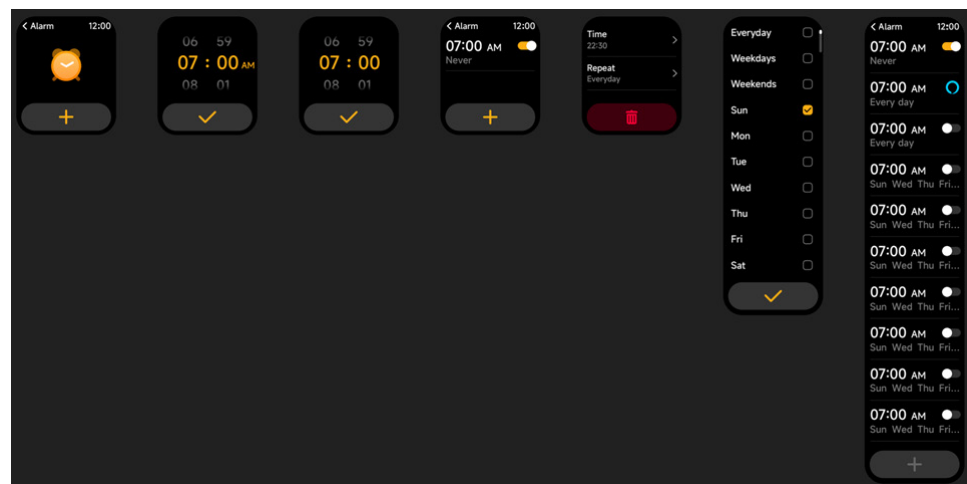 < Alarm 12:00
06 59
07 : 00 AM
08 01
06 59
07 : 00
08 01
< Alarm 12:00
07:00 AM
Never
Time
22:30
Repeat
Everyday
Everyday
Weekdays
Weekends
Sun
Mon
Tue
Wed
Thu
Fri
Sat
< Alarm 12:00
07:00 AM
Never
07:00 AM
Every day
07:00 AM
Every day
07:00 AM
Sun Wed Thu Fri...
07:00 AM
Sun Wed Thu Fri...
07:00 AM
Sun Wed Thu Fri...
07:00 AM
Sun Wed Thu Fri...
07:00 AM
Sun Wed Thu Fri...
07:00 AM
Sun Wed Thu Fri...
07:00 AM
Sun Wed Thu Fri...